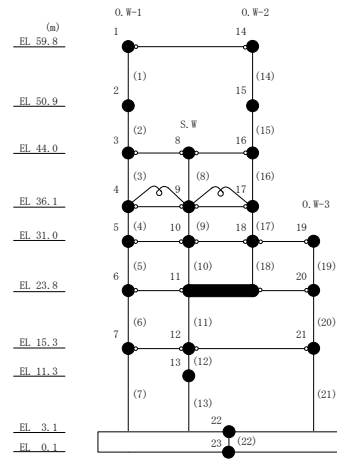 O.W-1 O.W-2
(m)
1 14
EL 59.8
(1) (14)
2 15
EL 50.9
(2) S.W (15)
3 8 16
EL 44.0
(3) (8) (16)
4 9 17
EL 36.1
O.W-3
(4) (9) (17)
5 10 18 19
EL 31.0
(5) (10) (18) (19)
6 11 20
EL 23.8
(6) (11) (20)
7 12 21
EL 15.3
13 (12)
EL 11.3
(7) (13) (21)
22
EL 3.1
23 (22)
EL 0.1